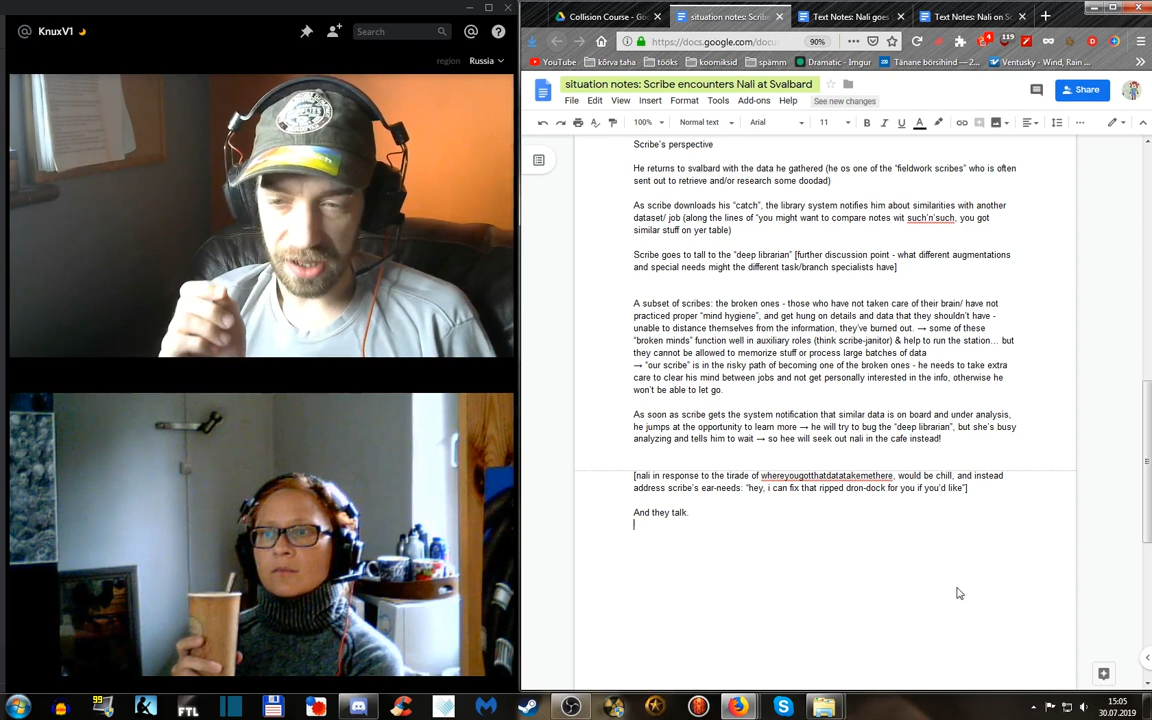 KnuxV1
Search
region Russia
Collision Course - Goo
situation notes: Scribe
Text Notes: Nali goes
Text Notes: Nali on S
https://docs.google.com/docu
90%
119
YouTube
kõrva taha
tööks
koomiksid
spämm
Dramatic - Imgur
Tänane börsihind — 2...
Ventusky - Wind, Rain ...
situation notes: Scribe encounters Nali at Svalbard
File Edit View Insert Format Tools Add-ons Help See new changes
Share
100% Normal text Arial 11 B I U A
Scribe's perspective
He returns to svalbard with the data he gathered (he os one of the "fieldwork scribes" who is often
sent out to retrieve and/or research some doodad)
As scribe downloads his "catch", the library system notifies him about similarities with another
dataset/ job (along the lines of "you might want to compare notes wit such'n'such, you got
similar stuff on yer table)
Scribe goes to tall to the "deep librarian" [further discussion point - what different augmentations
and special needs might the different task/branch specialists have]
A subset of scribes: the broken ones - those who have not taken care of their brain/ have not
practiced proper "mind hygiene", and get hung on details and data that they shouldn't have -
unable to distance themselves from the information, they've burned out. → some of these
"broken minds" function well in auxiliary roles (think scribe-janitor) & help to run the station... but
they cannot be allowed to memorize stuff or process large batches of data
→ "our scribe" is in the risky path of becoming one of the broken ones - he needs to take extra
care to clear his mind between jobs and not get personally interested in the info, otherwise he
won't be able to let go.
As soon as scribe gets the system notification that similar data is on board and under analysis,
he jumps at the opportunity to learn more → he will try to bug the "deep librarian", but she's busy
analyzing and tells him to wait → so hee will seek out nali in the cafe instead!
[nali in response to the tirade of whereyougotthatdatatakemethere, would be chill, and instead
address scribe's ear-needs: "hey, i can fix that ripped dron-dock for you if you'd like"]
And they talk.
99
FTL
15:05
30.07.2019